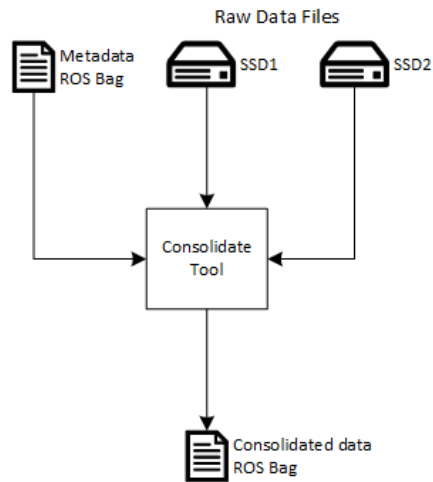 Raw Data Files
Metadata
ROS Bag
SSD1
SSD2
Consolidate
Tool
Consolidated data
ROS Bag